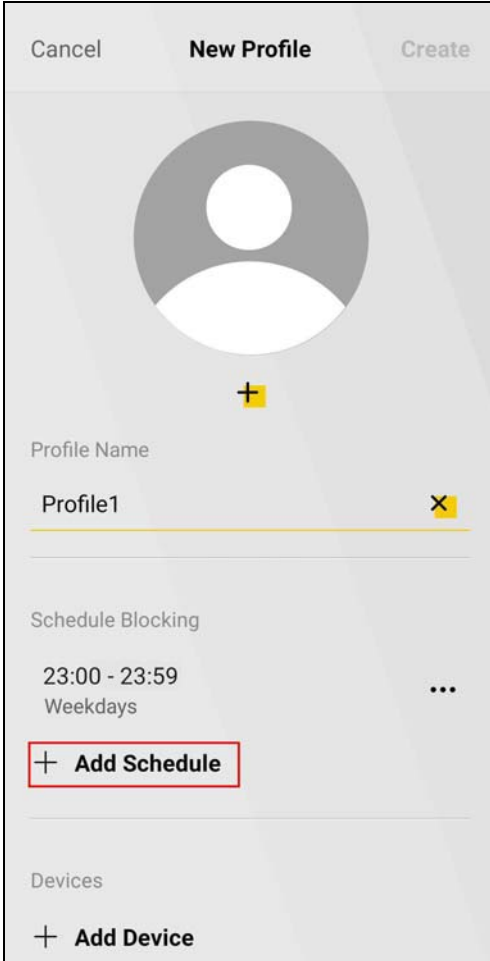 Cancel New Profile Create
Profile Name
Profile1
Schedule Blocking
23:00 - 23:59
Weekdays
+ Add Schedule
Devices
+ Add Device